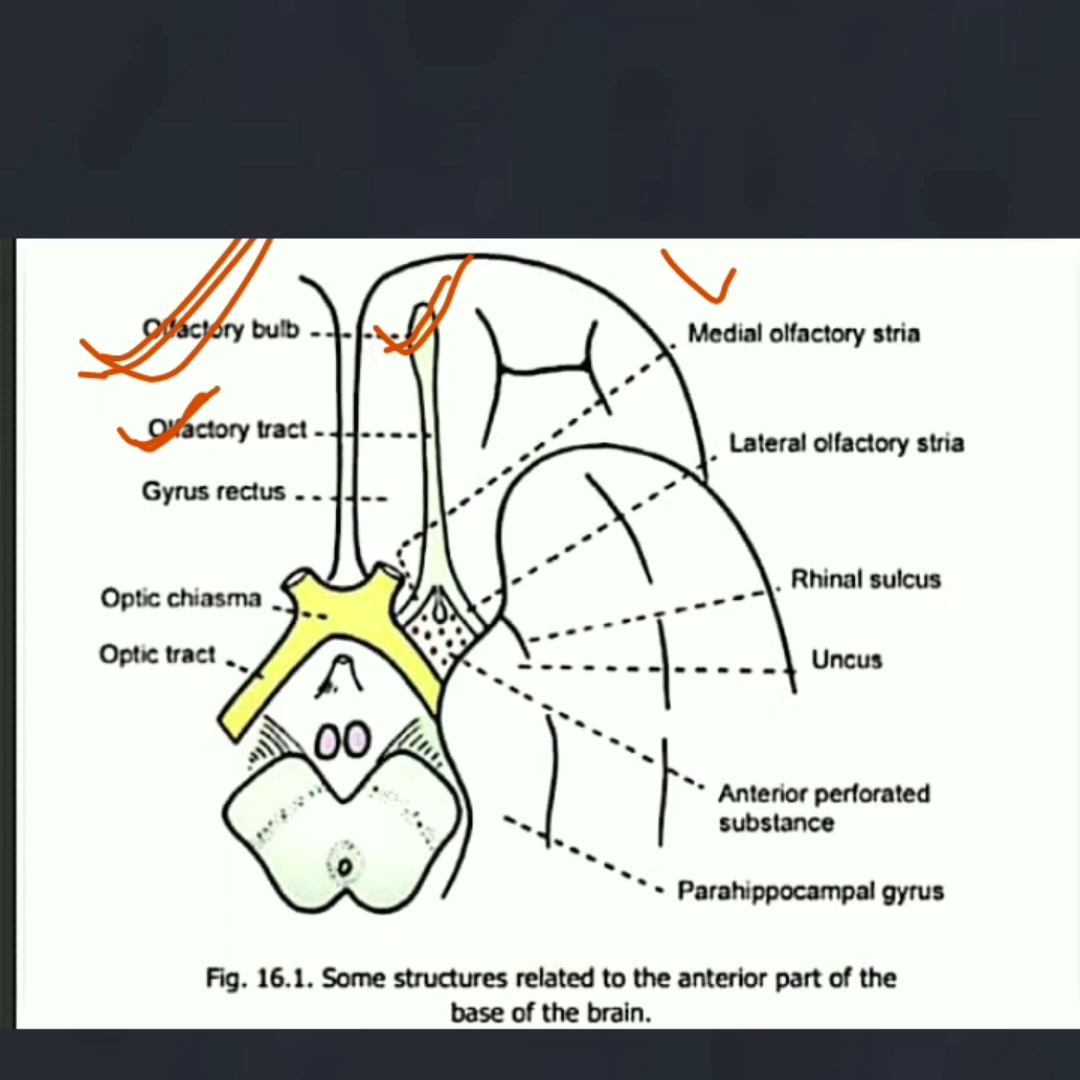 Olfactory bulb
Olfactory tract
Gyrus rectus
Optic chiasma
Optic tract
Medial olfactory stria
Lateral olfactory stria
Rhinal sulcus
Uncus
Anterior perforated
substance
Parahippocampal gyrus
Fig. 16.1. Some structures related to the anterior part of the
base of the brain.